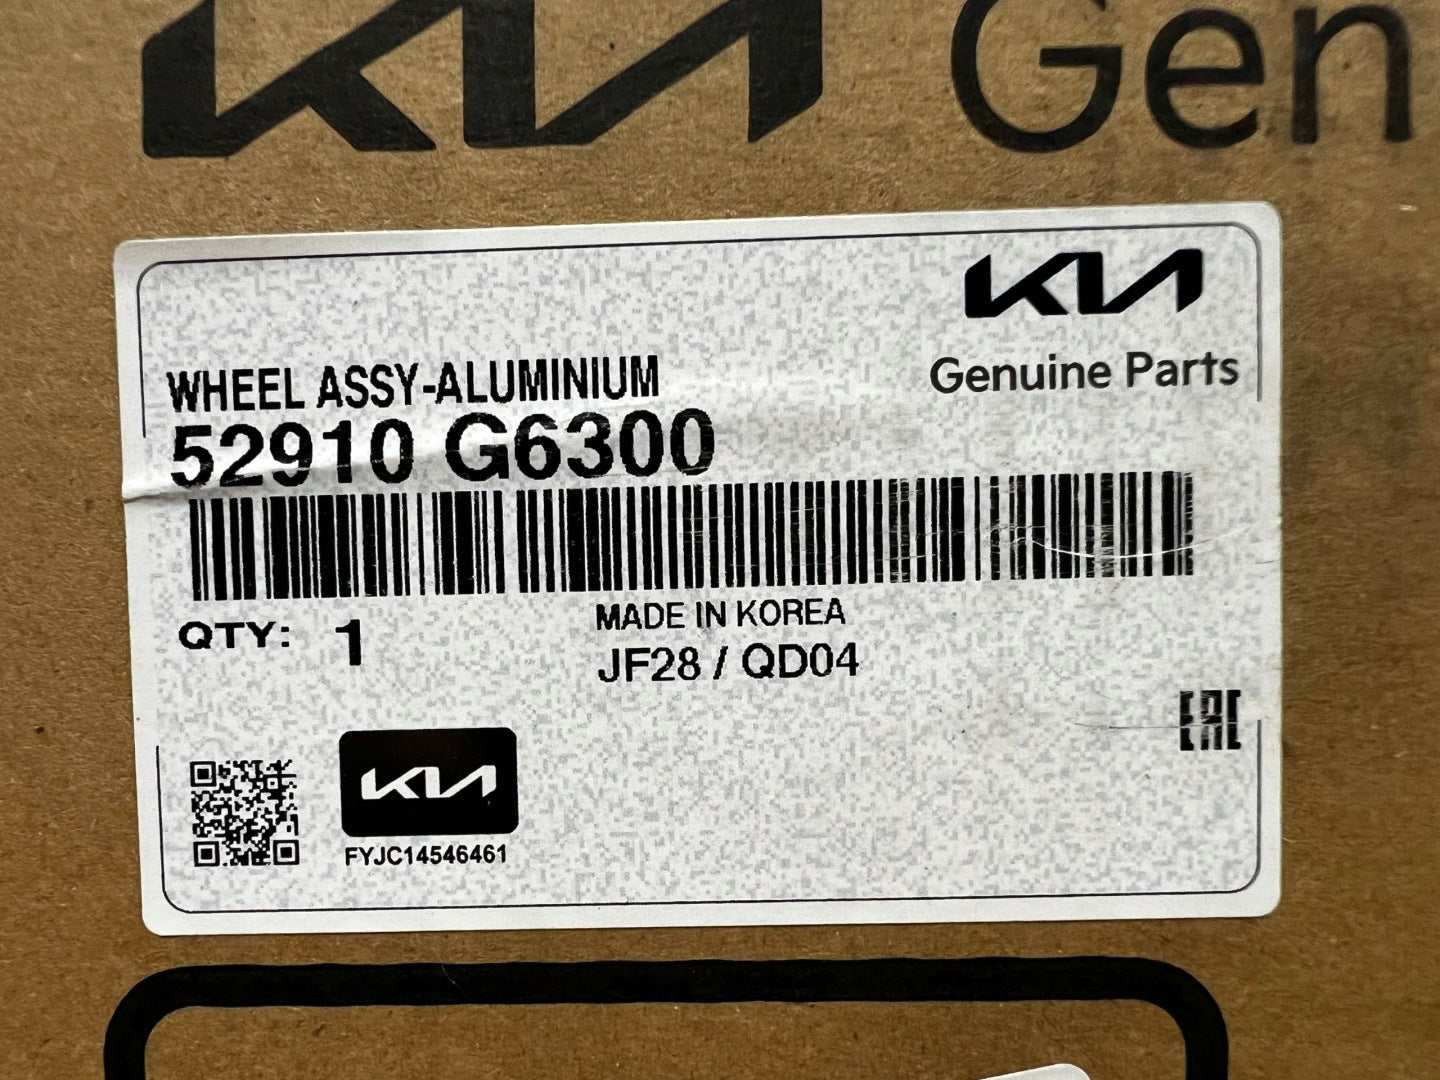 KIA Gen
KIA
Genuine Parts
WHEEL ASSY-ALUMINIUM
52910 G6300
QTY: 1
MADE IN KOREA
JF28 / QD04
EAC
KIA
FYJC14546461